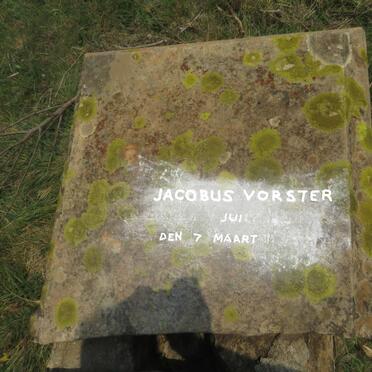 JACOBUS VORSTER
JUI
DEN 7 MAART